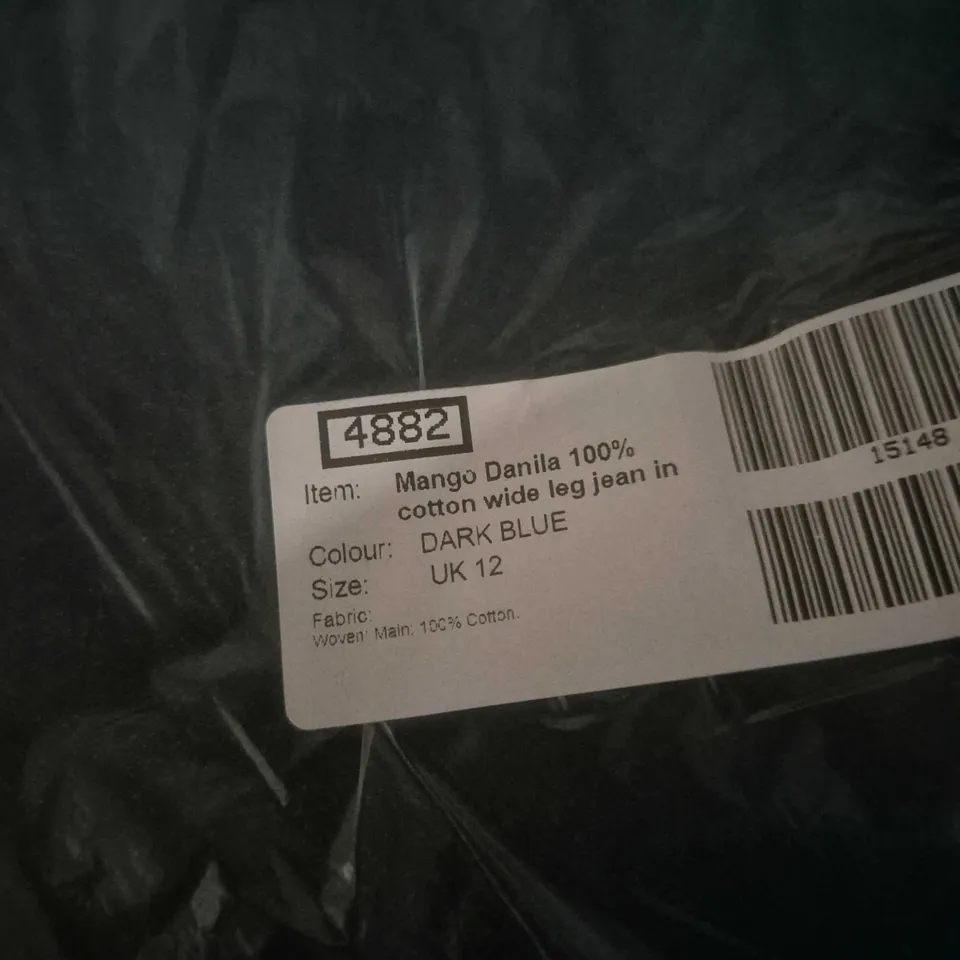 4882
Item: Mango Danila 100%
cotton wide leg jean in
Colour: DARK BLUE
Size: UK 12
Fabric:
Woven: Main: 100% Cotton.
15148